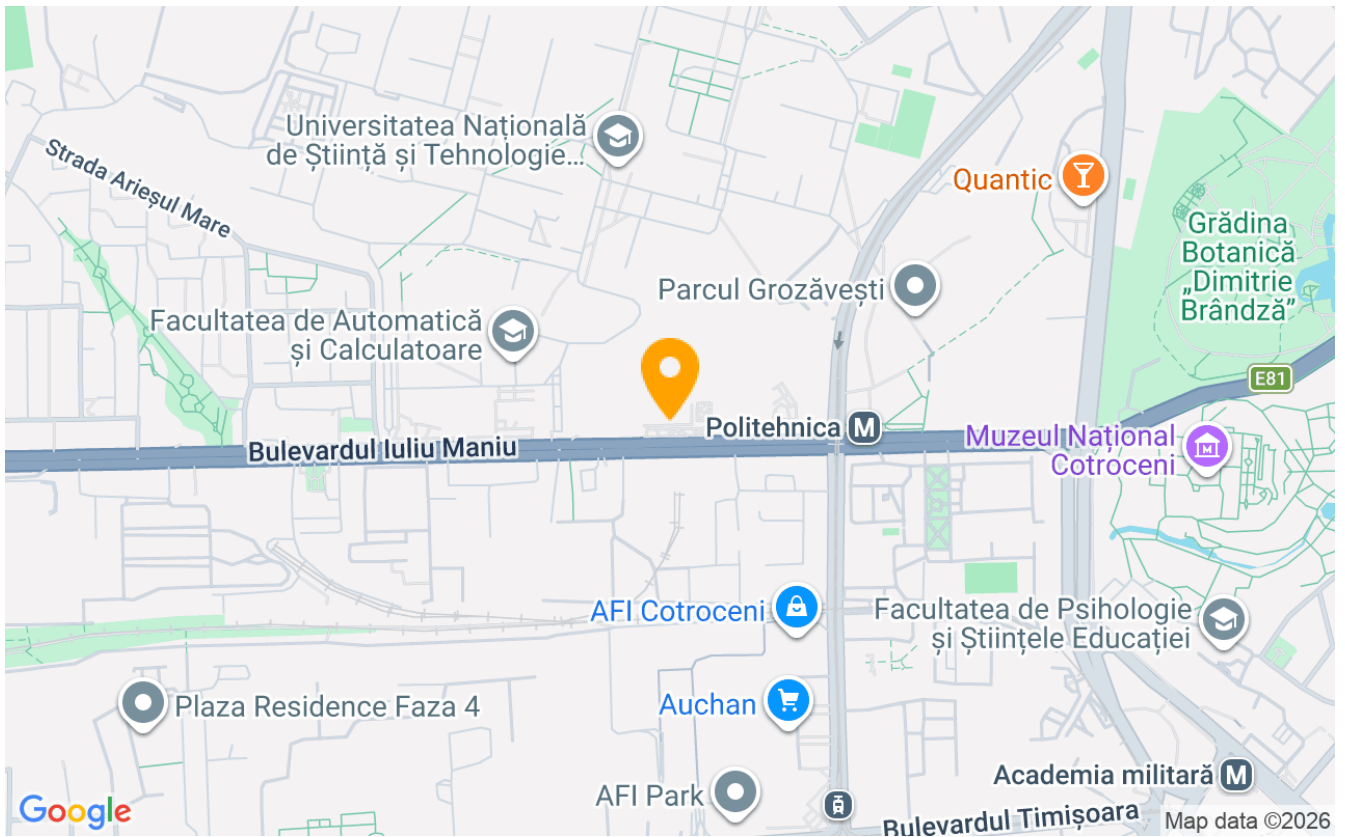 Universitatea Națională
de Știință și Tehnologie...
Strada Arieșul Mare
Quantic
Grădina
Botanică
„Dimitrie
Brândză”
Parcul Grozăvești
Facultatea de Automatică
și Calculatoare
E81
Politehnica M
Bulevardul Iuliu Maniu
Muzeul Național
Cotroceni
M
AFI Cotroceni
Facultatea de Psihologie
și Științele Educației
Auchan
Plaza Residence Faza 4
Academia militară M
AFI Park
Bulevardul Timișoara
Google
Map data ©2026